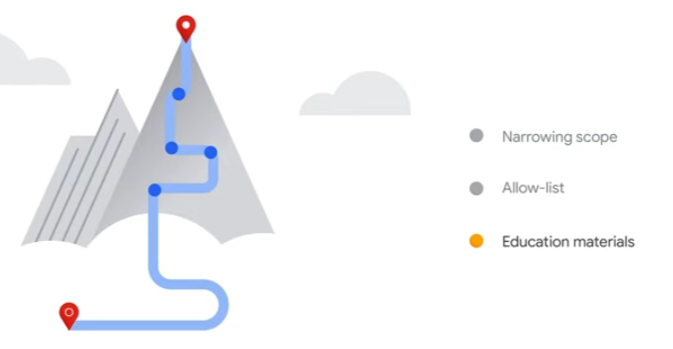 Narrowing scope
Allow-list
Education materials